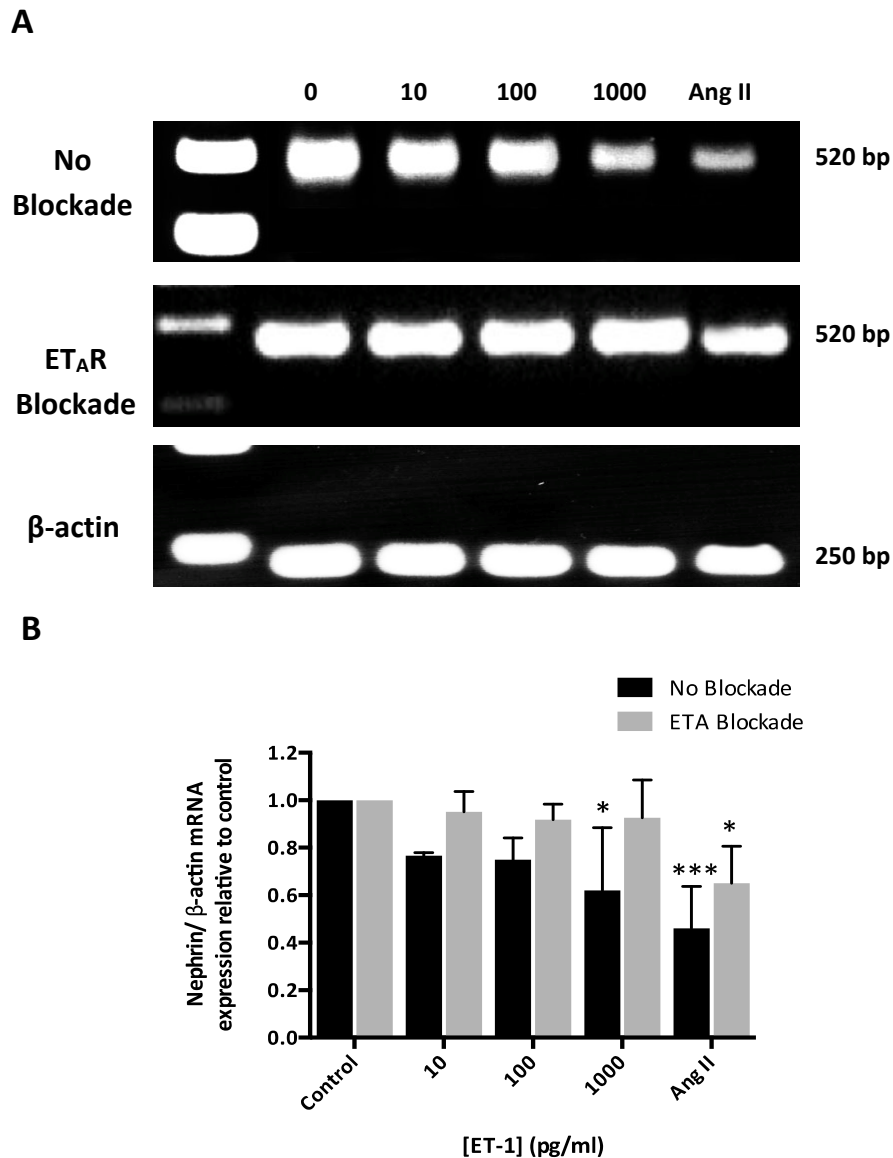 A
0 10 100 1000 Ang II
No
Blockade
520 bp
ETAR
Blockade
520 bp
β-actin
250 bp
B
No Blockade
ETA Blockade
Nephrin/ β-actin mRNA
expression relative to control
1.2
1.0
0.8
0.6
0.4
0.2
0.0
*
***
*
Control 10 100 1000 Ang II
[ET-1] (pg/ml)